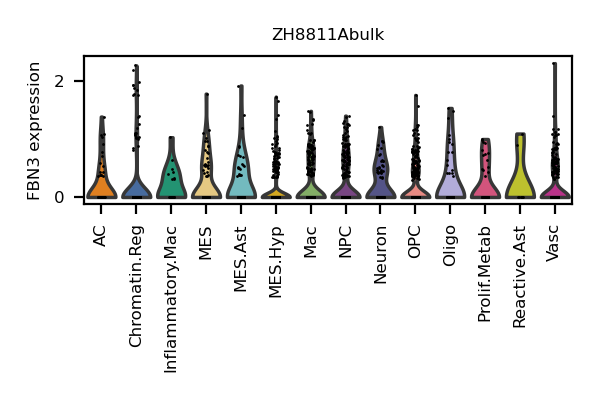 ZH8811Abulk
FBN3 expression
2
0
AC
Chromatin.Reg
Inflammatory.Mac
MES
MES.Ast
MES.Hyp
Mac
NPC
Neuron
OPC
Oligo
Prolif.Metab
Reactive.Ast
Vasc